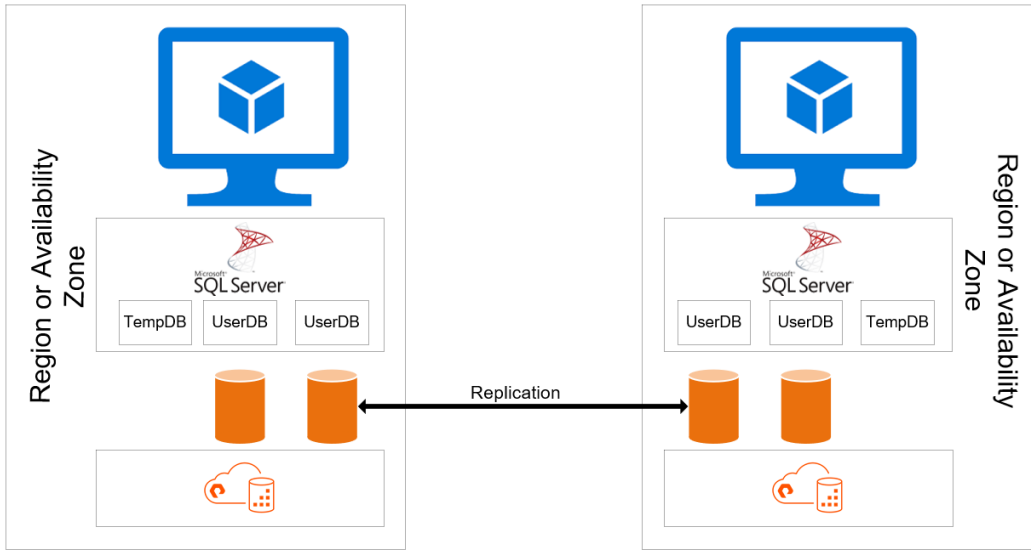 Region or Availability
Zone
Microsoft®
SQL Server®
TempDB
UserDB
UserDB
Replication
Microsoft®
SQL Server®
UserDB
UserDB
TempDB
Region or Availability
Zone